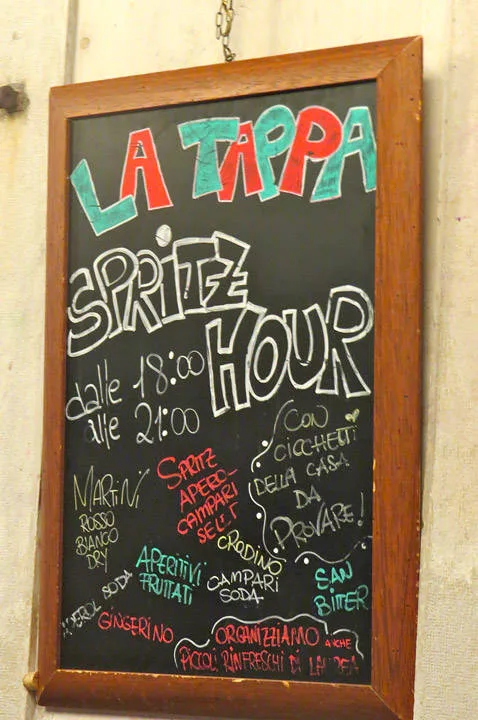 LA TAPPA
SPRITZ
HOUR
dalle 18:00
alle 21:00
CON
CICCHETTI
DELLA CASA
DA
PROVARE!
MARTINI
ROSSO
BIANCO
DRY
SPRITZ
APERO-
CAMPARI
SELECT
CRODINO
APERITIVI
FRUTTATI
CAMPARI
SODA
SAN
BITTER
APEROL SODA
GINGERINO
ORGANIZZIAMO ANCHE
PICCOLI RINFRESCHI DI LAUREA